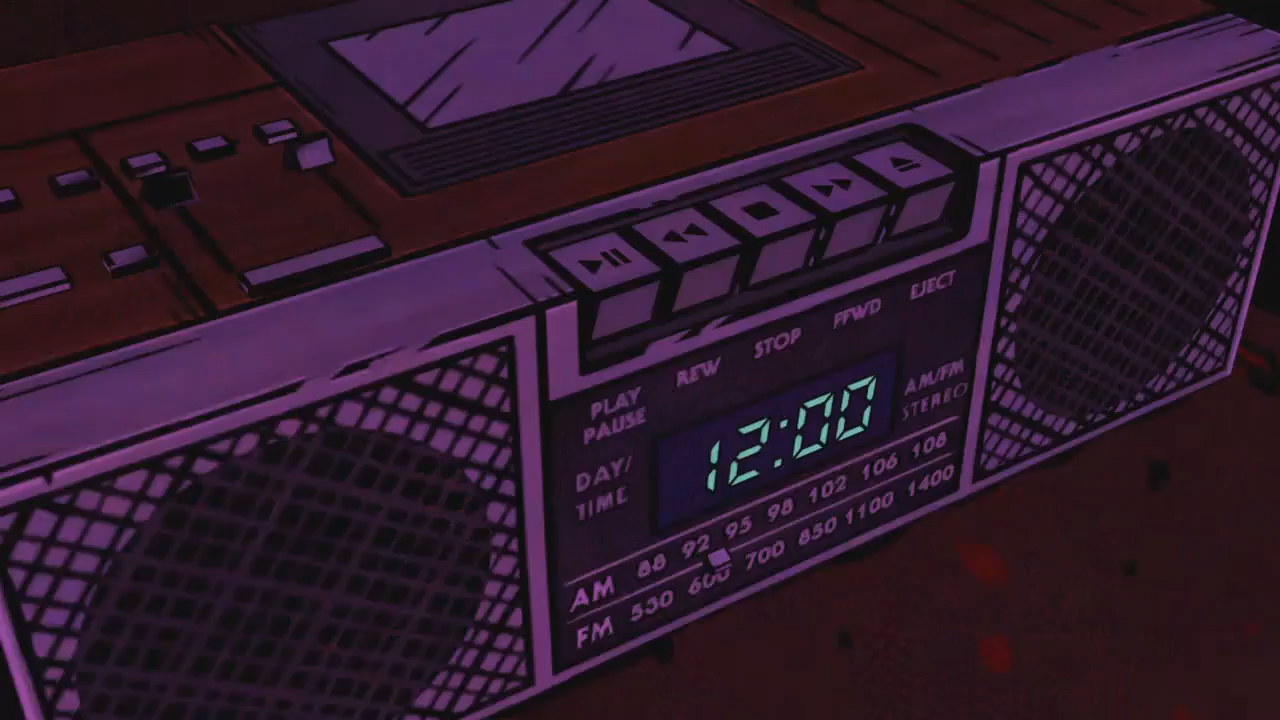 PLAY
PAUSE
REW
STOP
FFWD
EJECT
DAY/
TIME
12:00
AM/FM
STEREO
AM 88 92 95 98 102 106 108
FM 530 600 700 850 1100 1400